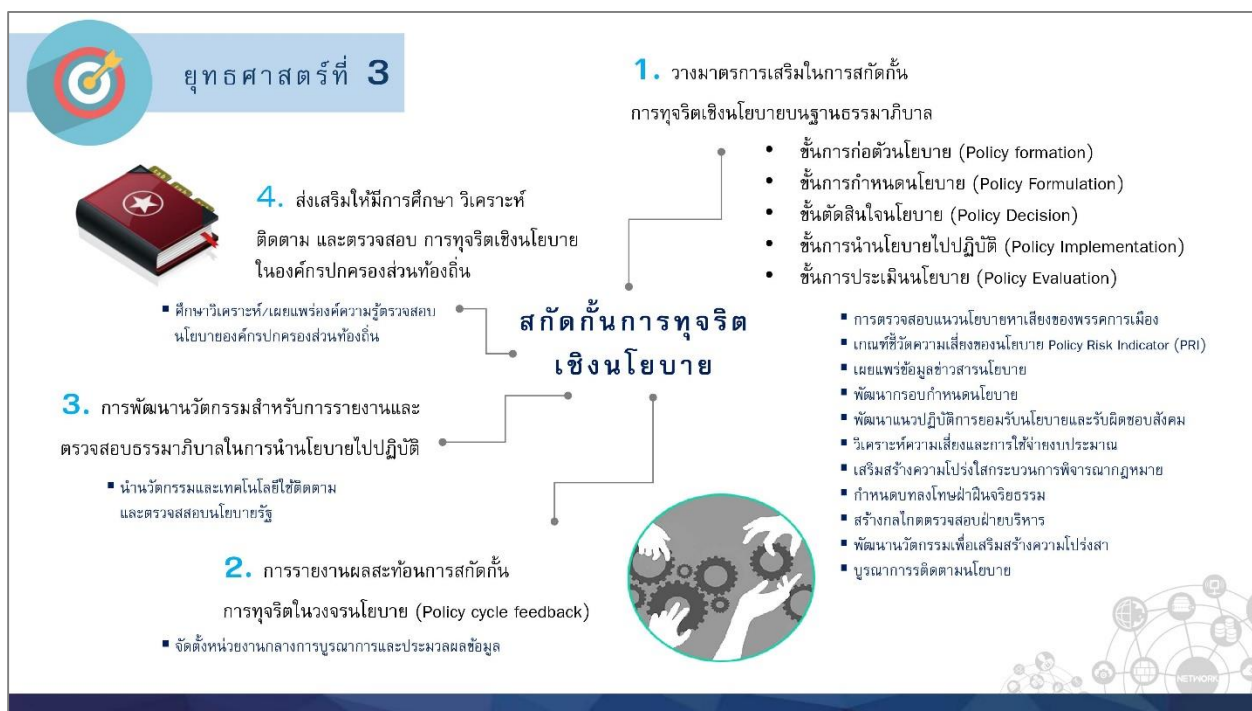 ยุทธศาสตร์ที่ 3
1. วางมาตรการเสริมในการสกัดกั้น
การทุจริตเชิงนโยบายบนฐานธรรมาภิบาล
• ขั้นการก่อตัวนโยบาย (Policy formation)
• ขั้นการกำหนดนโยบาย (Policy Formulation)
• ขั้นตัดสินใจนโยบาย (Policy Decision)
• ขั้นการนำนโยบายไปปฏิบัติ (Policy Implementation)
• ขั้นการประเมินนโยบาย (Policy Evaluation)
▪ การตรวจสอบแนวนโยบายหาเสียงของพรรคการเมือง
▪ เกณฑ์ชี้วัดความเสี่ยงของนโยบาย Policy Risk Indicator (PRI)
▪ เผยแพร่ข้อมูลข่าวสารนโยบาย
▪ พัฒนากรอบกำหนดนโยบาย
▪ พัฒนาแนวปฏิบัติการยอมรับนโยบายและรับผิดชอบสังคม
▪ วิเคราะห์ความเสี่ยงและการใช้จ่ายงบประมาณ
▪ เสริมสร้างความโปร่งใสกระบวนการพิจารณากฎหมาย
▪ กำหนดบทลงโทษฝ่าฝืนจริยธรรม
▪ สร้างกลไกตรวจสอบฝ่ายบริหาร
▪ พัฒนานวัตกรรมเพื่อเสริมสร้างความโปร่งสา
▪ บูรณาการรติดตามนโยบาย
4. ส่งเสริมให้มีการศึกษา วิเคราะห์
ติดตาม และตรวจสอบ การทุจริตเชิงนโยบาย
ในองค์กรปกครองส่วนท้องถิ่น
▪ ศึกษาวิเคราะห์/เผยแพร่องค์ความรู้ตรวจสอบ
นโยบายองค์กรปกครองส่วนท้องถิ่น
สกัดกั้นการทุจริต
เชิงนโยบาย
3. การพัฒนานวัตกรรมสำหรับการรายงานและ
ตรวจสอบธรรมาภิบาลในการนำนโยบายไปปฏิบัติ
▪ นำนวัตกรรมและเทคโนโลยีใช้ติดตาม
และตรวจสสอบนโยบายรัฐ
2. การรายงานผลสะท้อนการสกัดกั้น
การทุจริตในวงจรนโยบาย (Policy cycle feedback)
▪ จัดตั้งหน่วยงานกลางการบูรณาการและประมวลผลข้อมูล
NETWORK